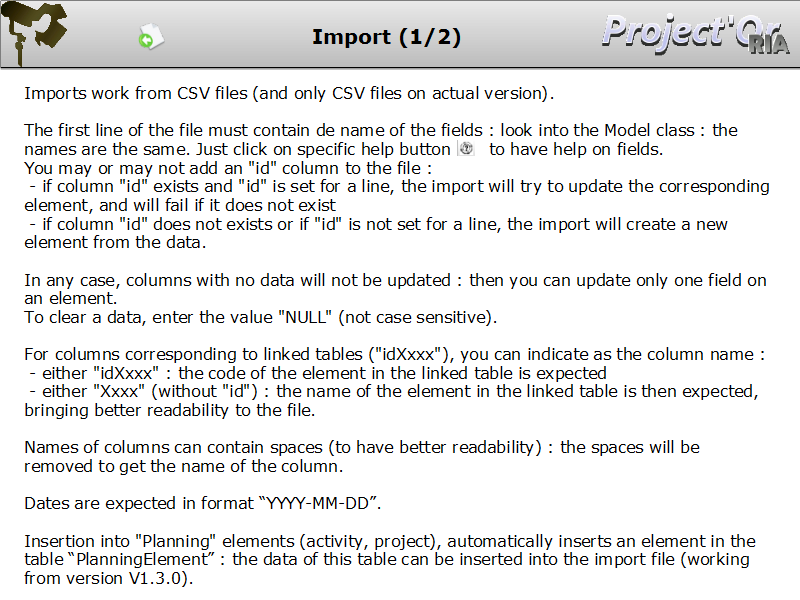 Import (1/2)
Project'Or
RIA
Imports work from CSV files (and only CSV files on actual version).
The first line of the file must contain de name of the fields : look into the Model class : the
names are the same. Just click on specific help button to have help on fields.
You may or may not add an "id" column to the file :
- if column "id" exists and "id" is set for a line, the import will try to update the corresponding
element, and will fail if it does not exist
- if column "id" does not exists or if "id" is not set for a line, the import will create a new
element from the data.
In any case, columns with no data will not be updated : then you can update only one field on
an element.
To clear a data, enter the value "NULL" (not case sensitive).
For columns corresponding to linked tables ("idXxxx"), you can indicate as the column name :
- either "idXxxx" : the code of the element in the linked table is expected
- either "Xxxx" (without "id") : the name of the element in the linked table is then expected,
bringing better readability to the file.
Names of columns can contain spaces (to have better readability) : the spaces will be
removed to get the name of the column.
Dates are expected in format “YYYY-MM-DD”.
Insertion into "Planning" elements (activity, project), automatically inserts an element in the
table “PlanningElement” : the data of this table can be inserted into the import file (working
from version V1.3.0).